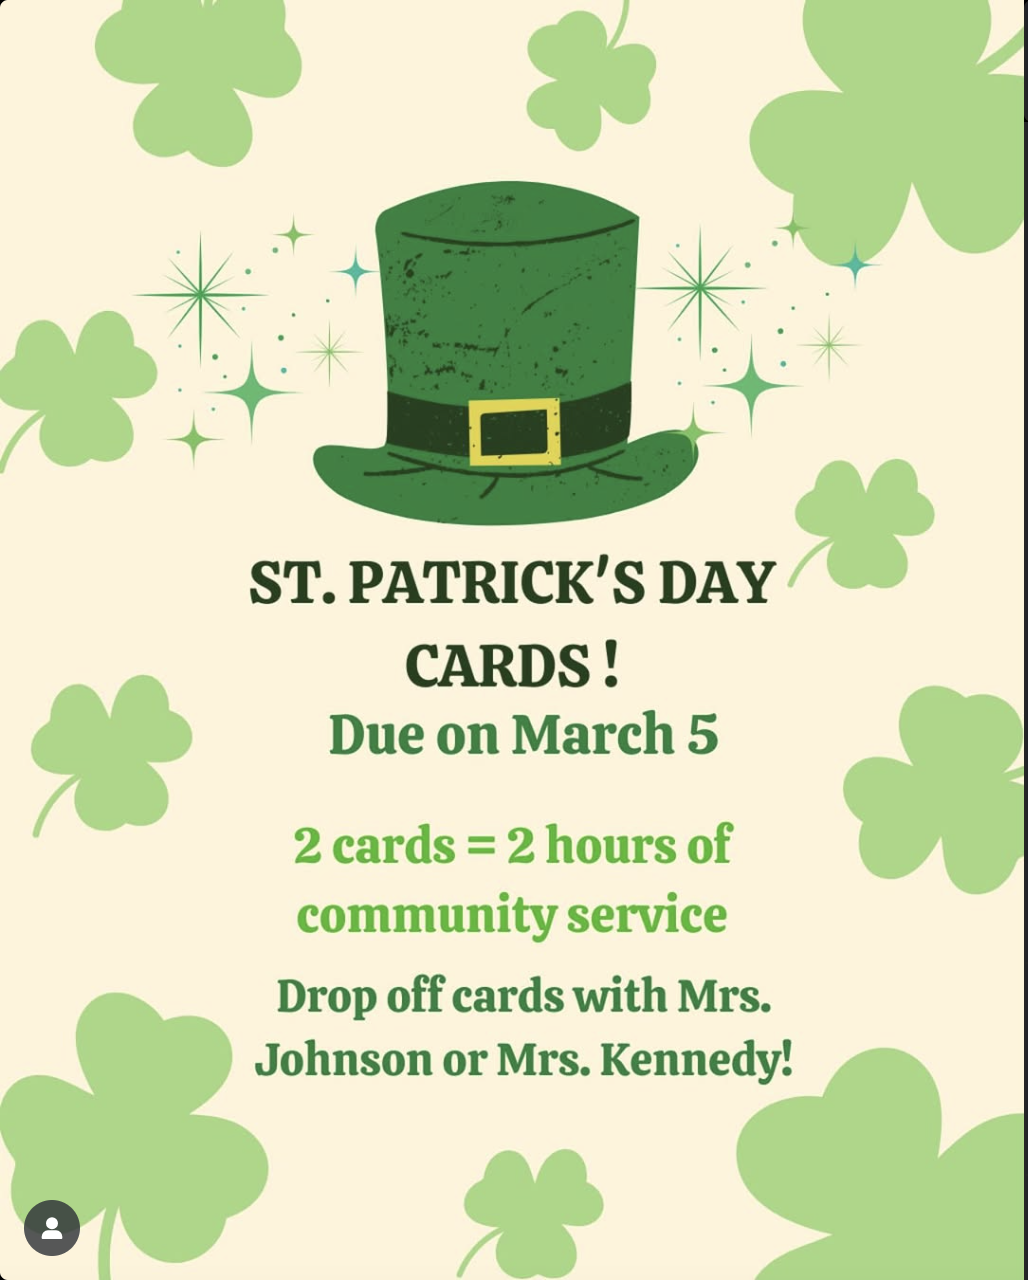 ST. PATRICK'S DAY
CARDS !
Due on March 5
2 cards = 2 hours of
community service
Drop off cards with Mrs.
Johnson or Mrs. Kennedy!